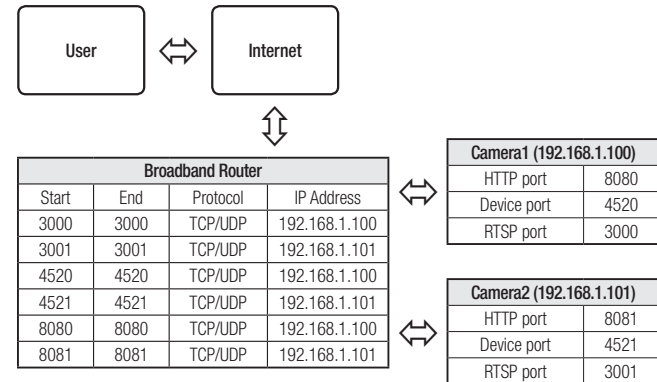 User
Internet
Broadband Router
Start End Protocol IP Address
3000 3000 TCP/UDP 192.168.1.100
3001 3001 TCP/UDP 192.168.1.101
4520 4520 TCP/UDP 192.168.1.100
4521 4521 TCP/UDP 192.168.1.101
8080 8080 TCP/UDP 192.168.1.100
8081 8081 TCP/UDP 192.168.1.101
Camera1 (192.168.1.100)
HTTP port 8080
Device port 4520
RTSP port 3000
Camera2 (192.168.1.101)
HTTP port 8081
Device port 4521
RTSP port 3001